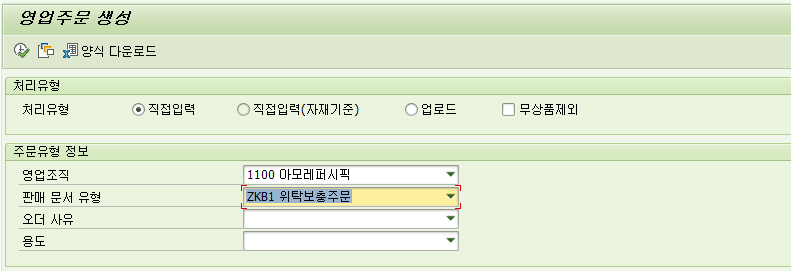 영업주문 생성
양식 다운로드
처리유형
처리유형 직접입력 직접입력(자재기준) 업로드 무상품제외
주문유형 정보
영업조직 1100 아모레퍼시픽
판매 문서 유형 ZKB1 위탁보충주문
오더 사유
용도